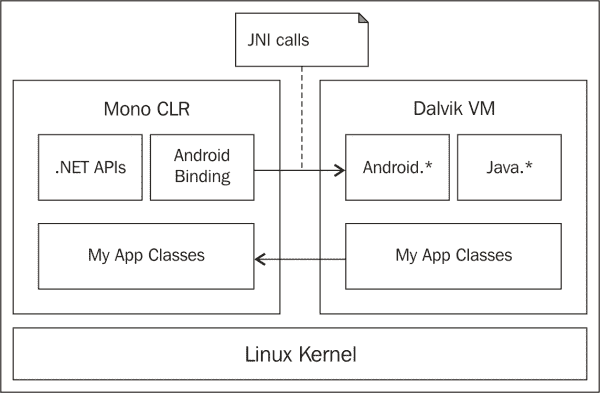 JNI calls
Mono CLR
Dalvik VM
.NET APIs
Android
Binding
Android.*
Java.*
My App Classes
My App Classes
Linux Kernel